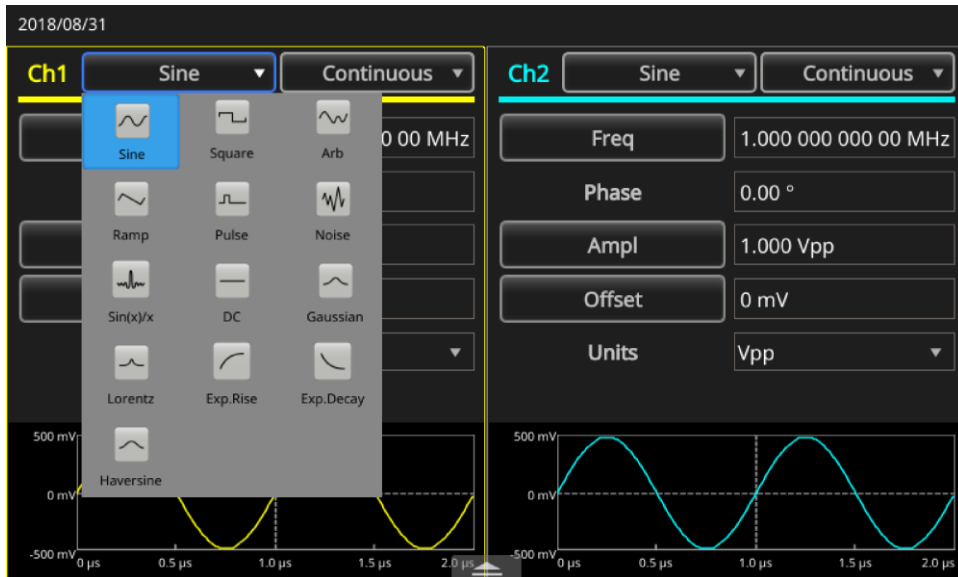 2018/08/31
Ch1 Sine Continuous
Ch2 Sine Continuous
Sine Square Arb
Ramp Pulse Noise
Sin(x)/x DC Gaussian
Lorentz Exp.Rise Exp.Decay
Haversine
0 00 MHz
Freq 1.000 000 000 00 MHz
Phase 0.00 °
Ampl 1.000 Vpp
Offset 0 mV
Units Vpp
500 mV
0 mV
-500 mV
0 µs 0.5 µs 1.0 µs 1.5 µs 2.0 µs
500 mV
0 mV
-500 mV
0 µs 0.5 µs 1.0 µs 1.5 µs 2.0 µs